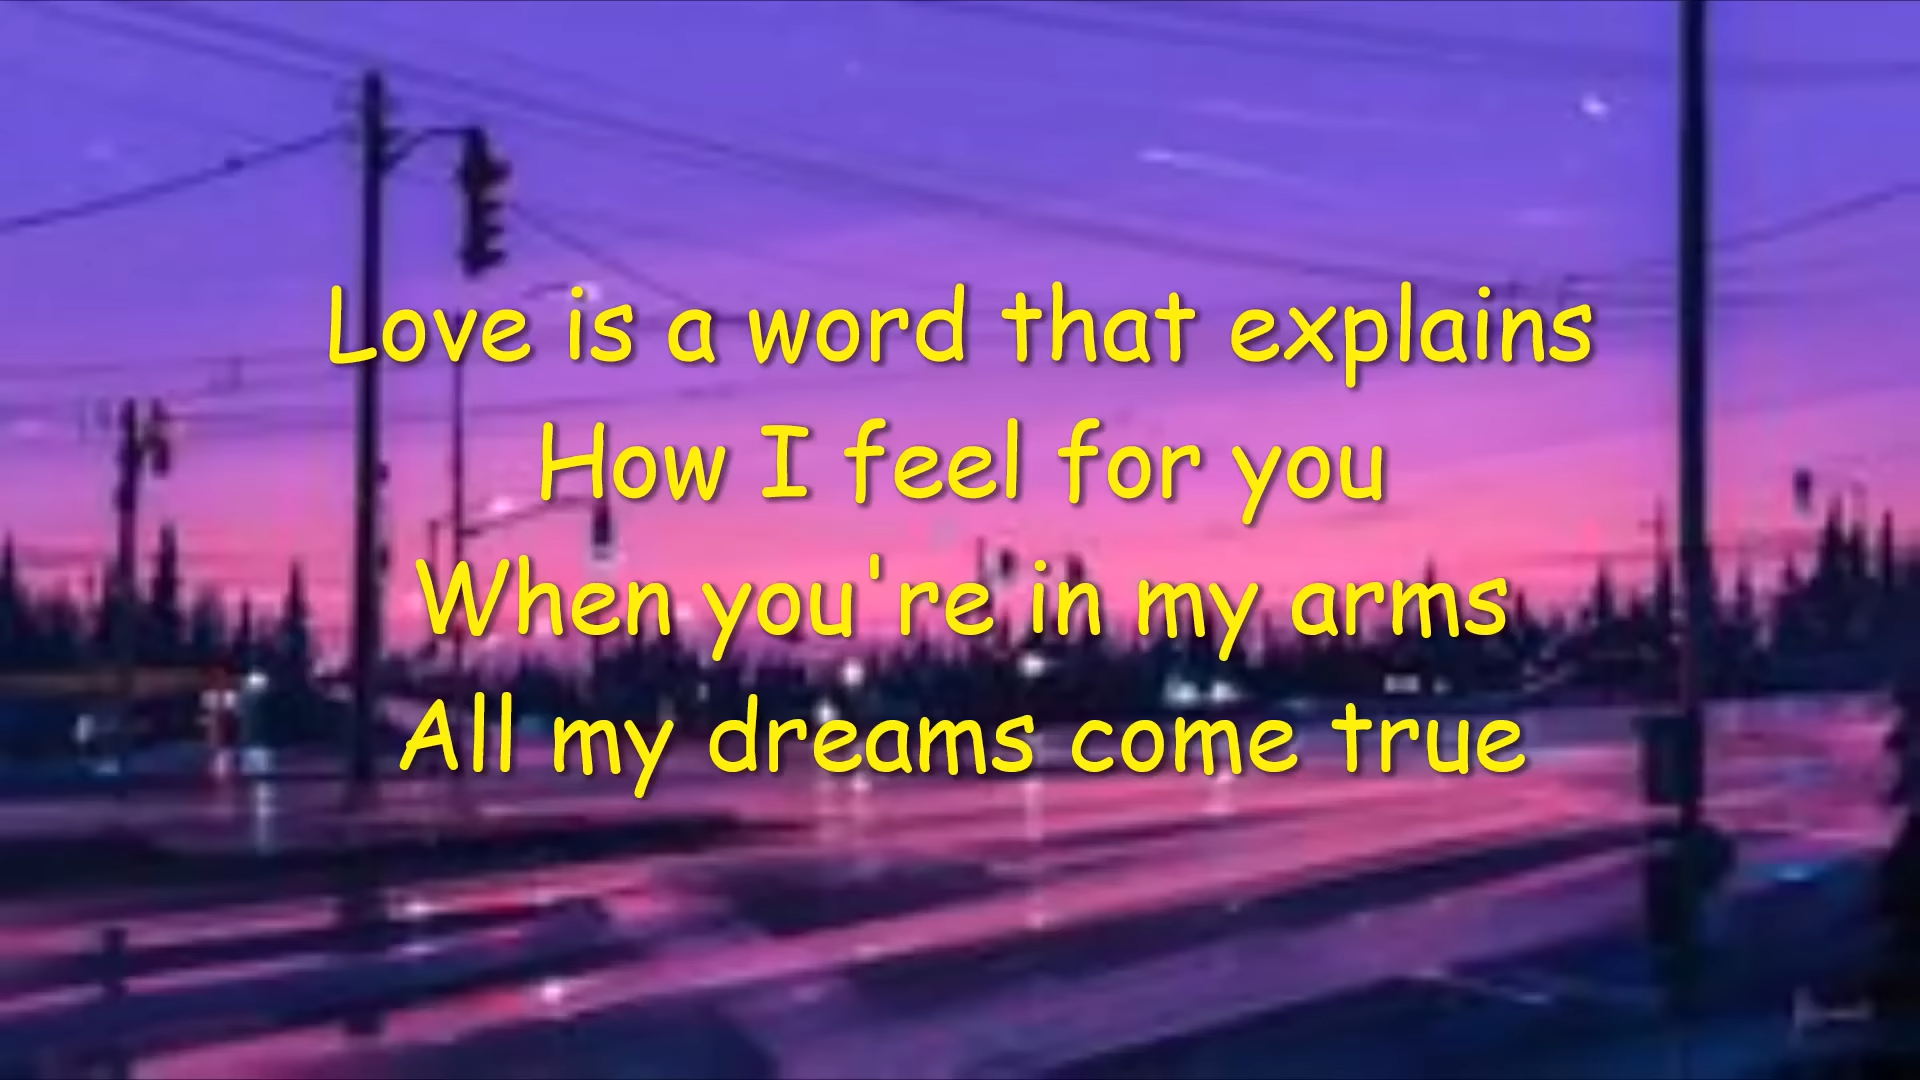 Love is a word that explains
How I feel for you
When you're in my arms
All my dreams come true